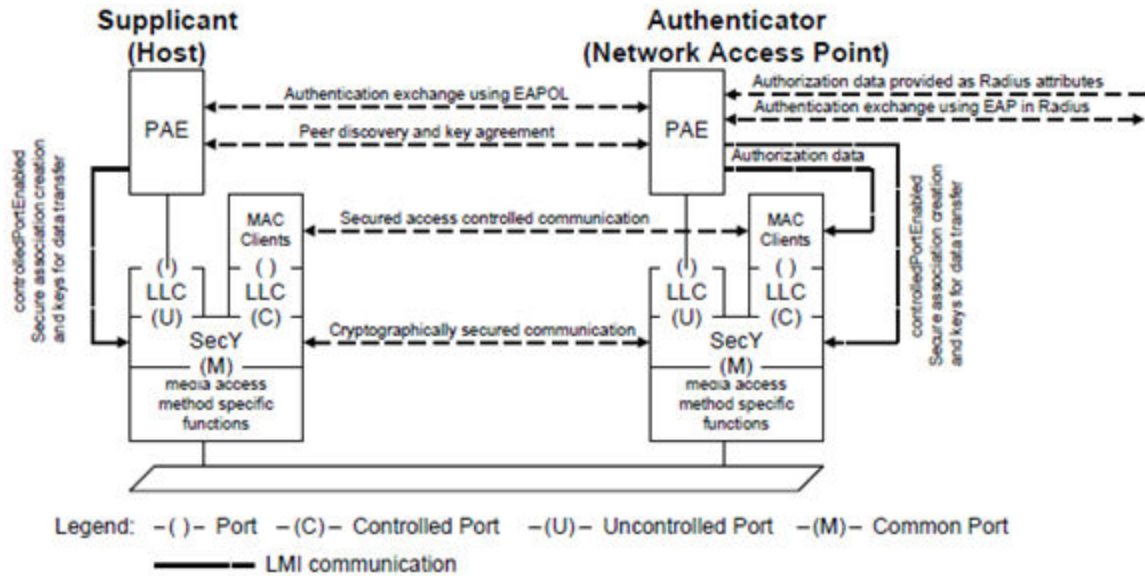 Supplicant
(Host)
Authenticator
(Network Access Point)
PAE
Authentication exchange using EAPOL
Peer discovery and key agreement
PAE
Authorization data provided as Radius attributes
Authentication exchange using EAP in Radius
Authorization data
controlledPortEnabled
Secure association creation
and keys for data transfer
MAC
Clients
Secured access controlled communication
MAC
Clients
controlledPortEnabled
Secure association creation
and keys for data transfer
( )
( )
LLC
LLC
(U)
(C)
SecY
(M)
media access
method specific
functions
Cryptographically secured communication
( )
( )
LLC
LLC
(U)
(C)
SecY
(M)
media access
method specific
functions
Legend: –( )– Port –(C)– Controlled Port –(U)– Uncontrolled Port –(M)– Common Port
LMI communication